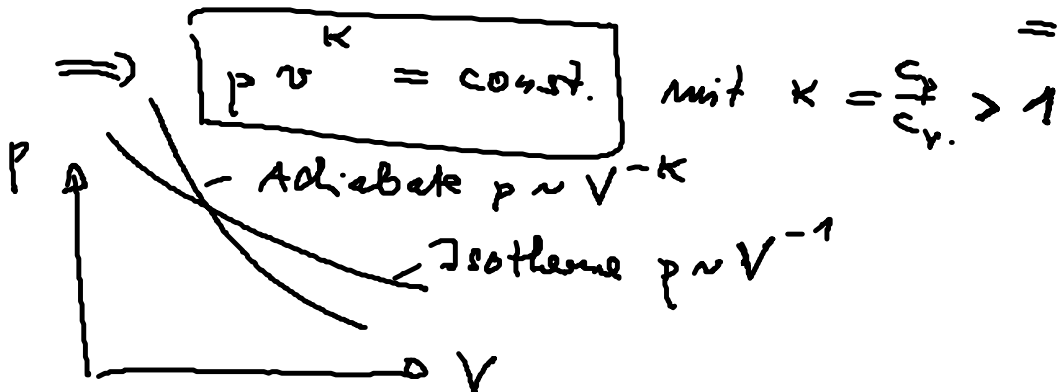 =
⇒ p v^κ = const. mit κ = c_p/c_v. > 1
P
Adiabate p ~ V^-κ
Isotherme p ~ V^-1
V